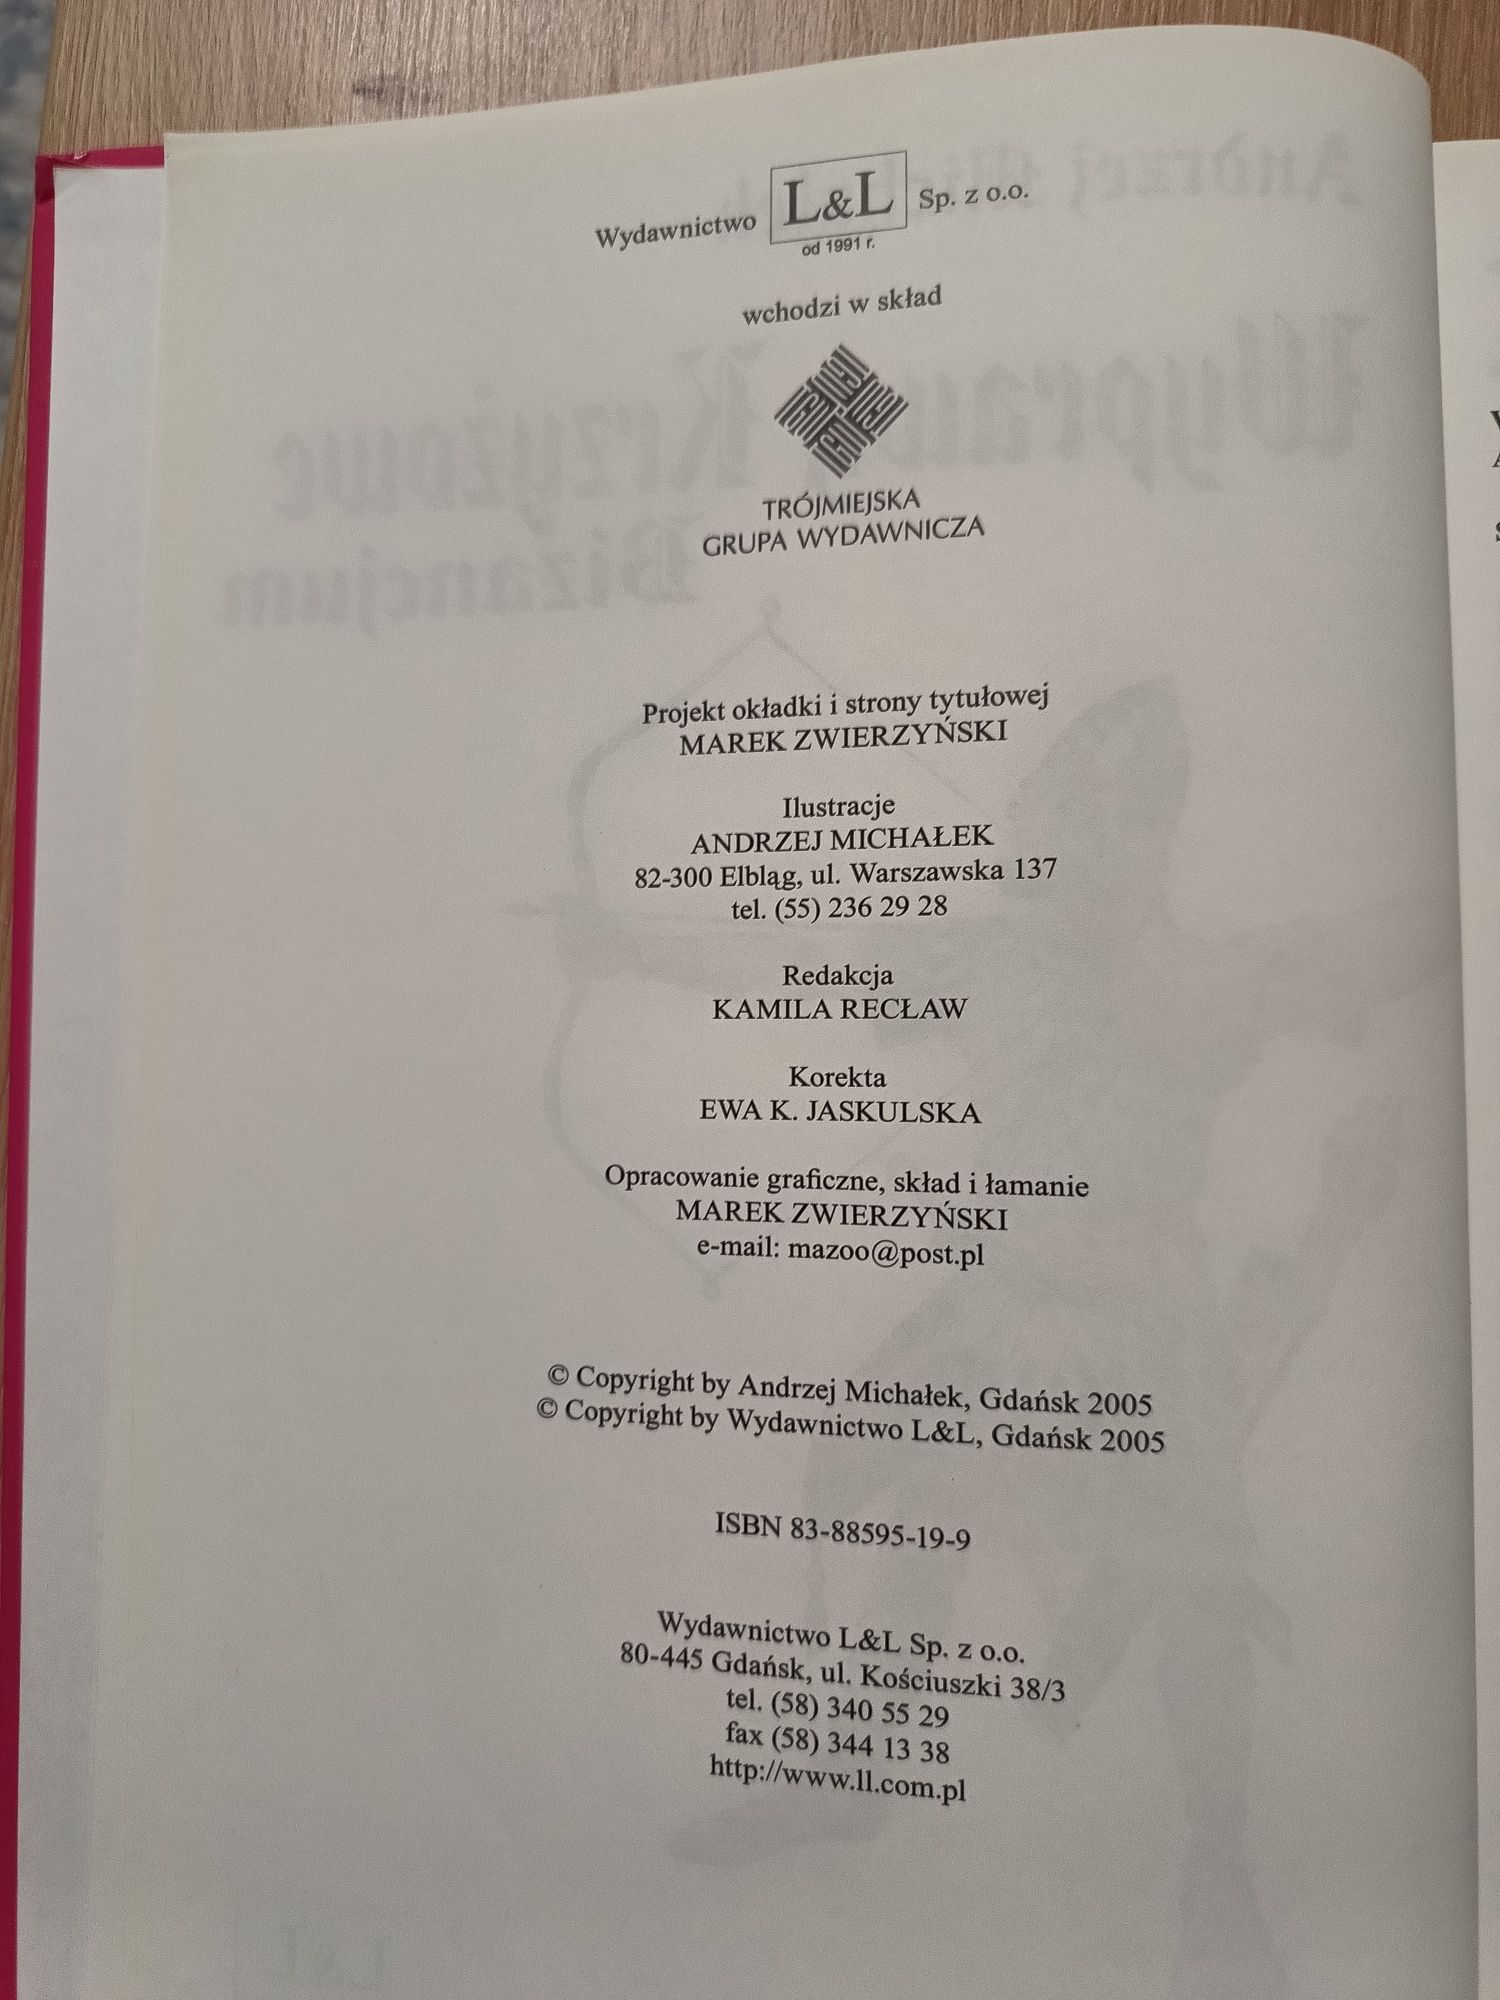 Wydawnictwo L&L Sp. z o.o.
od 1991 r.
wchodzi w skład
TRÓJMIEJSKA
GRUPA WYDAWNICZA
Projekt okładki i strony tytułowej
MAREK ZWIERZYŃSKI
Ilustracje
ANDRZEJ MICHAŁEK
82-300 Elbląg, ul. Warszawska 137
tel. (55) 236 29 28
Redakcja
KAMILA RECŁAW
Korekta
EWA K. JASKULSKA
Opracowanie graficzne, skład i łamanie
MAREK ZWIERZYŃSKI
e-mail: mazoo@post.pl
© Copyright by Andrzej Michałek, Gdańsk 2005
© Copyright by Wydawnictwo L&L, Gdańsk 2005
ISBN 83-88595-19-9
Wydawnictwo L&L Sp. z o.o.
80-445 Gdańsk, ul. Kościuszki 38/3
tel. (58) 340 55 29
fax (58) 344 13 38
http://www.ll.com.pl